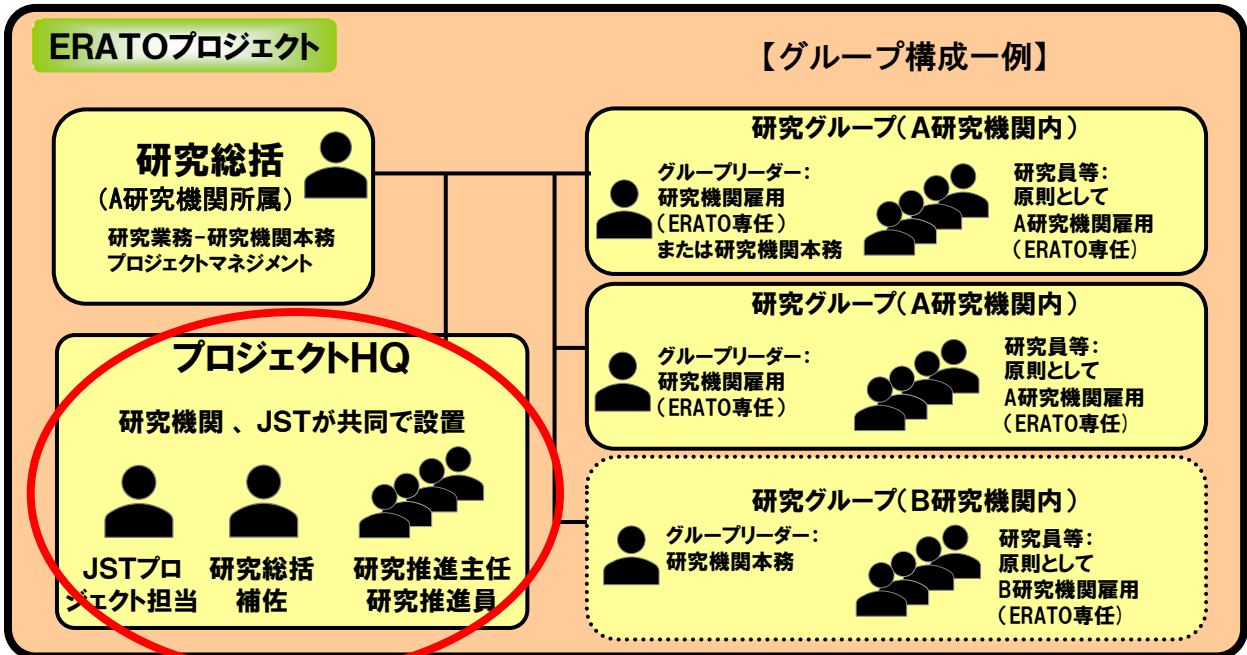 ERATOプロジェクト
【グループ構成一例】
研究総括
(A研究機関所属)
研究業務-研究機関本務
プロジェクトマネジメント
プロジェクトHQ
研究機関、JSTが共同で設置
JSTプロ
ジェクト担当
研究総括
補佐
研究推進主任
研究推進員
研究グループ(A研究機関内)
グループリーダー:
研究機関雇用
(ERATO専任)
または研究機関本務
研究員等:
原則として
A研究機関雇用
(ERATO専任)
研究グループ(A研究機関内)
グループリーダー:
研究機関雇用
(ERATO専任)
研究員等:
原則として
A研究機関雇用
(ERATO専任)
研究グループ(B研究機関内)
グループリーダー:
研究機関本務
研究員等:
原則として
B研究機関雇用
(ERATO専任)